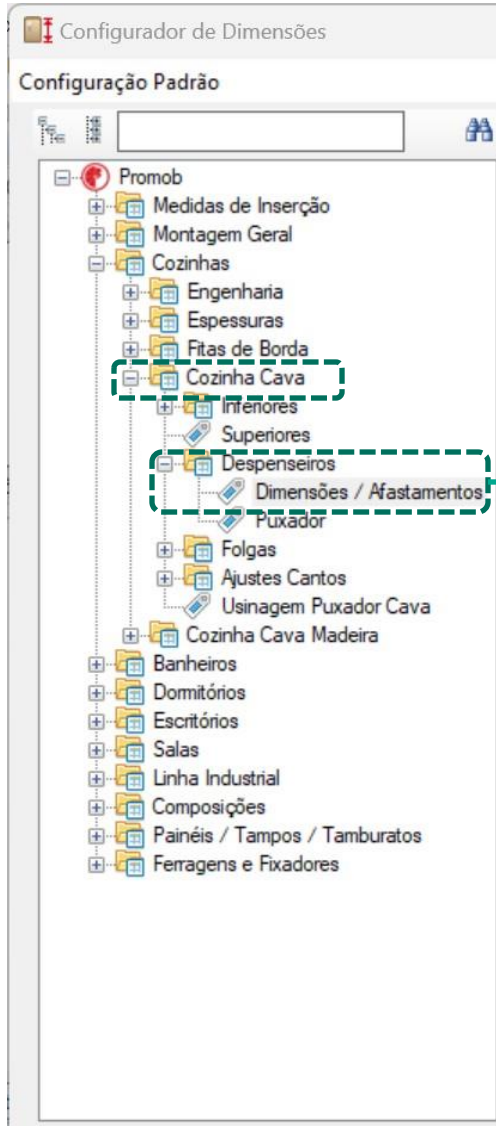 Configurador de Dimensões
Configuração Padrão
Promob
Medidas de Inserção
Montagem Geral
Cozinhas
Engenharia
Espessuras
Fitas de Borda
Cozinha Cava
Inferiores
Superiores
Despenseiros
Dimensões / Afastamentos
Puxador
Folgas
Ajustes Cantos
Usinagem Puxador Cava
Cozinha Cava Madeira
Banheiros
Dormitórios
Escritórios
Salas
Linha Industrial
Composições
Painéis / Tampos / Tamburatos
Ferragens e Fixadores